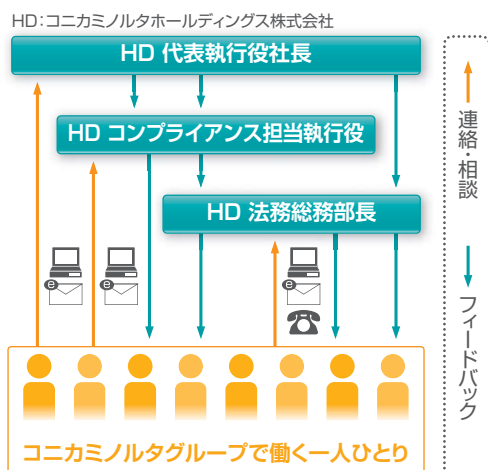 HD:コニカミノルタホールディングス株式会社
HD 代表執行役社長
HD コンプライアンス担当執行役
HD 法務総務部長
e
e
e
コニカミノルタグループで働く一人ひとり
連絡・相談
フィードバック